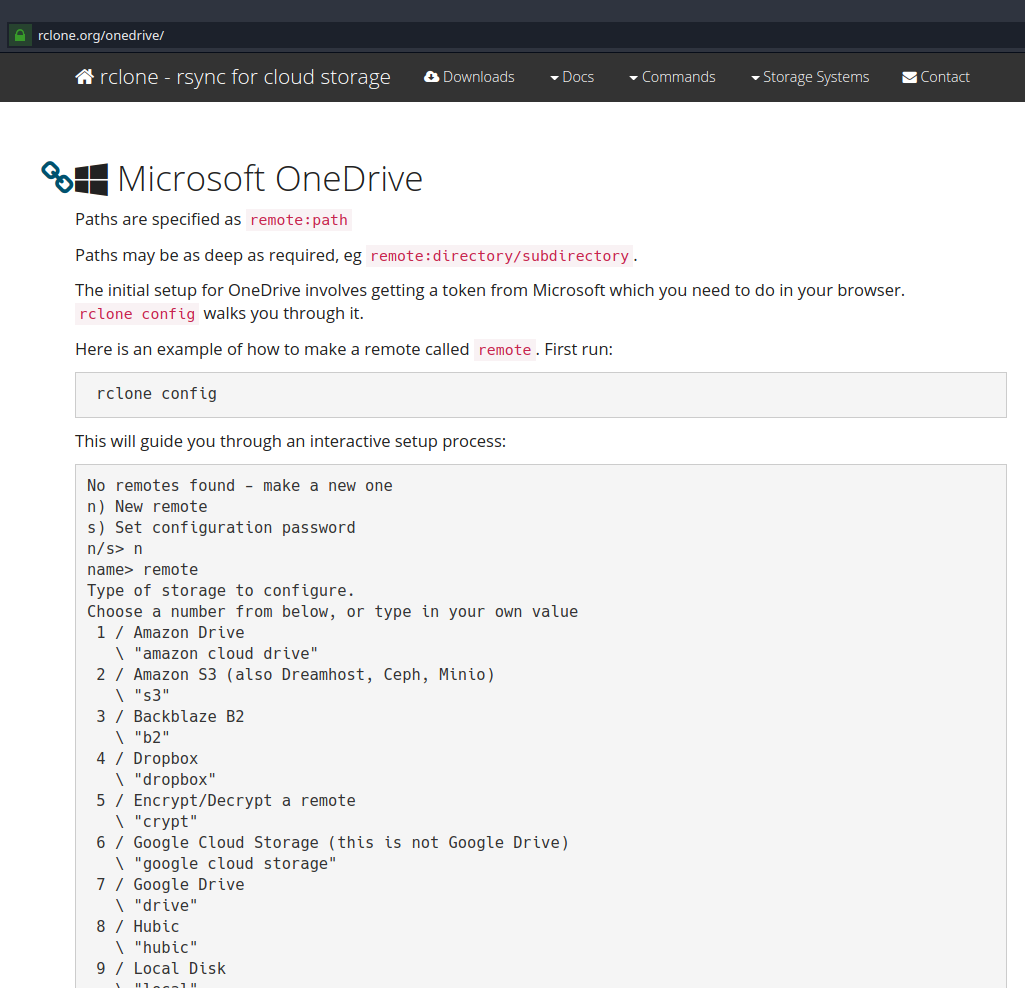 rclone.org/onedrive/
rclone - rsync for cloud storage Downloads Docs Commands Storage Systems Contact
Microsoft OneDrive
Paths are specified as remote:path
Paths may be as deep as required, eg remote:directory/subdirectory.
The initial setup for OneDrive involves getting a token from Microsoft which you need to do in your browser.
rclone config walks you through it.
Here is an example of how to make a remote called remote. First run:
rclone config
This will guide you through an interactive setup process:
No remotes found - make a new one
n) New remote
s) Set configuration password
n/s> n
name> remote
Type of storage to configure.
Choose a number from below, or type in your own value
1 / Amazon Drive
\ "amazon cloud drive"
2 / Amazon S3 (also Dreamhost, Ceph, Minio)
\ "s3"
3 / Backblaze B2
\ "b2"
4 / Dropbox
\ "dropbox"
5 / Encrypt/Decrypt a remote
\ "crypt"
6 / Google Cloud Storage (this is not Google Drive)
\ "google cloud storage"
7 / Google Drive
\ "drive"
8 / Hubic
\ "hubic"
9 / Local Disk
\ "local"